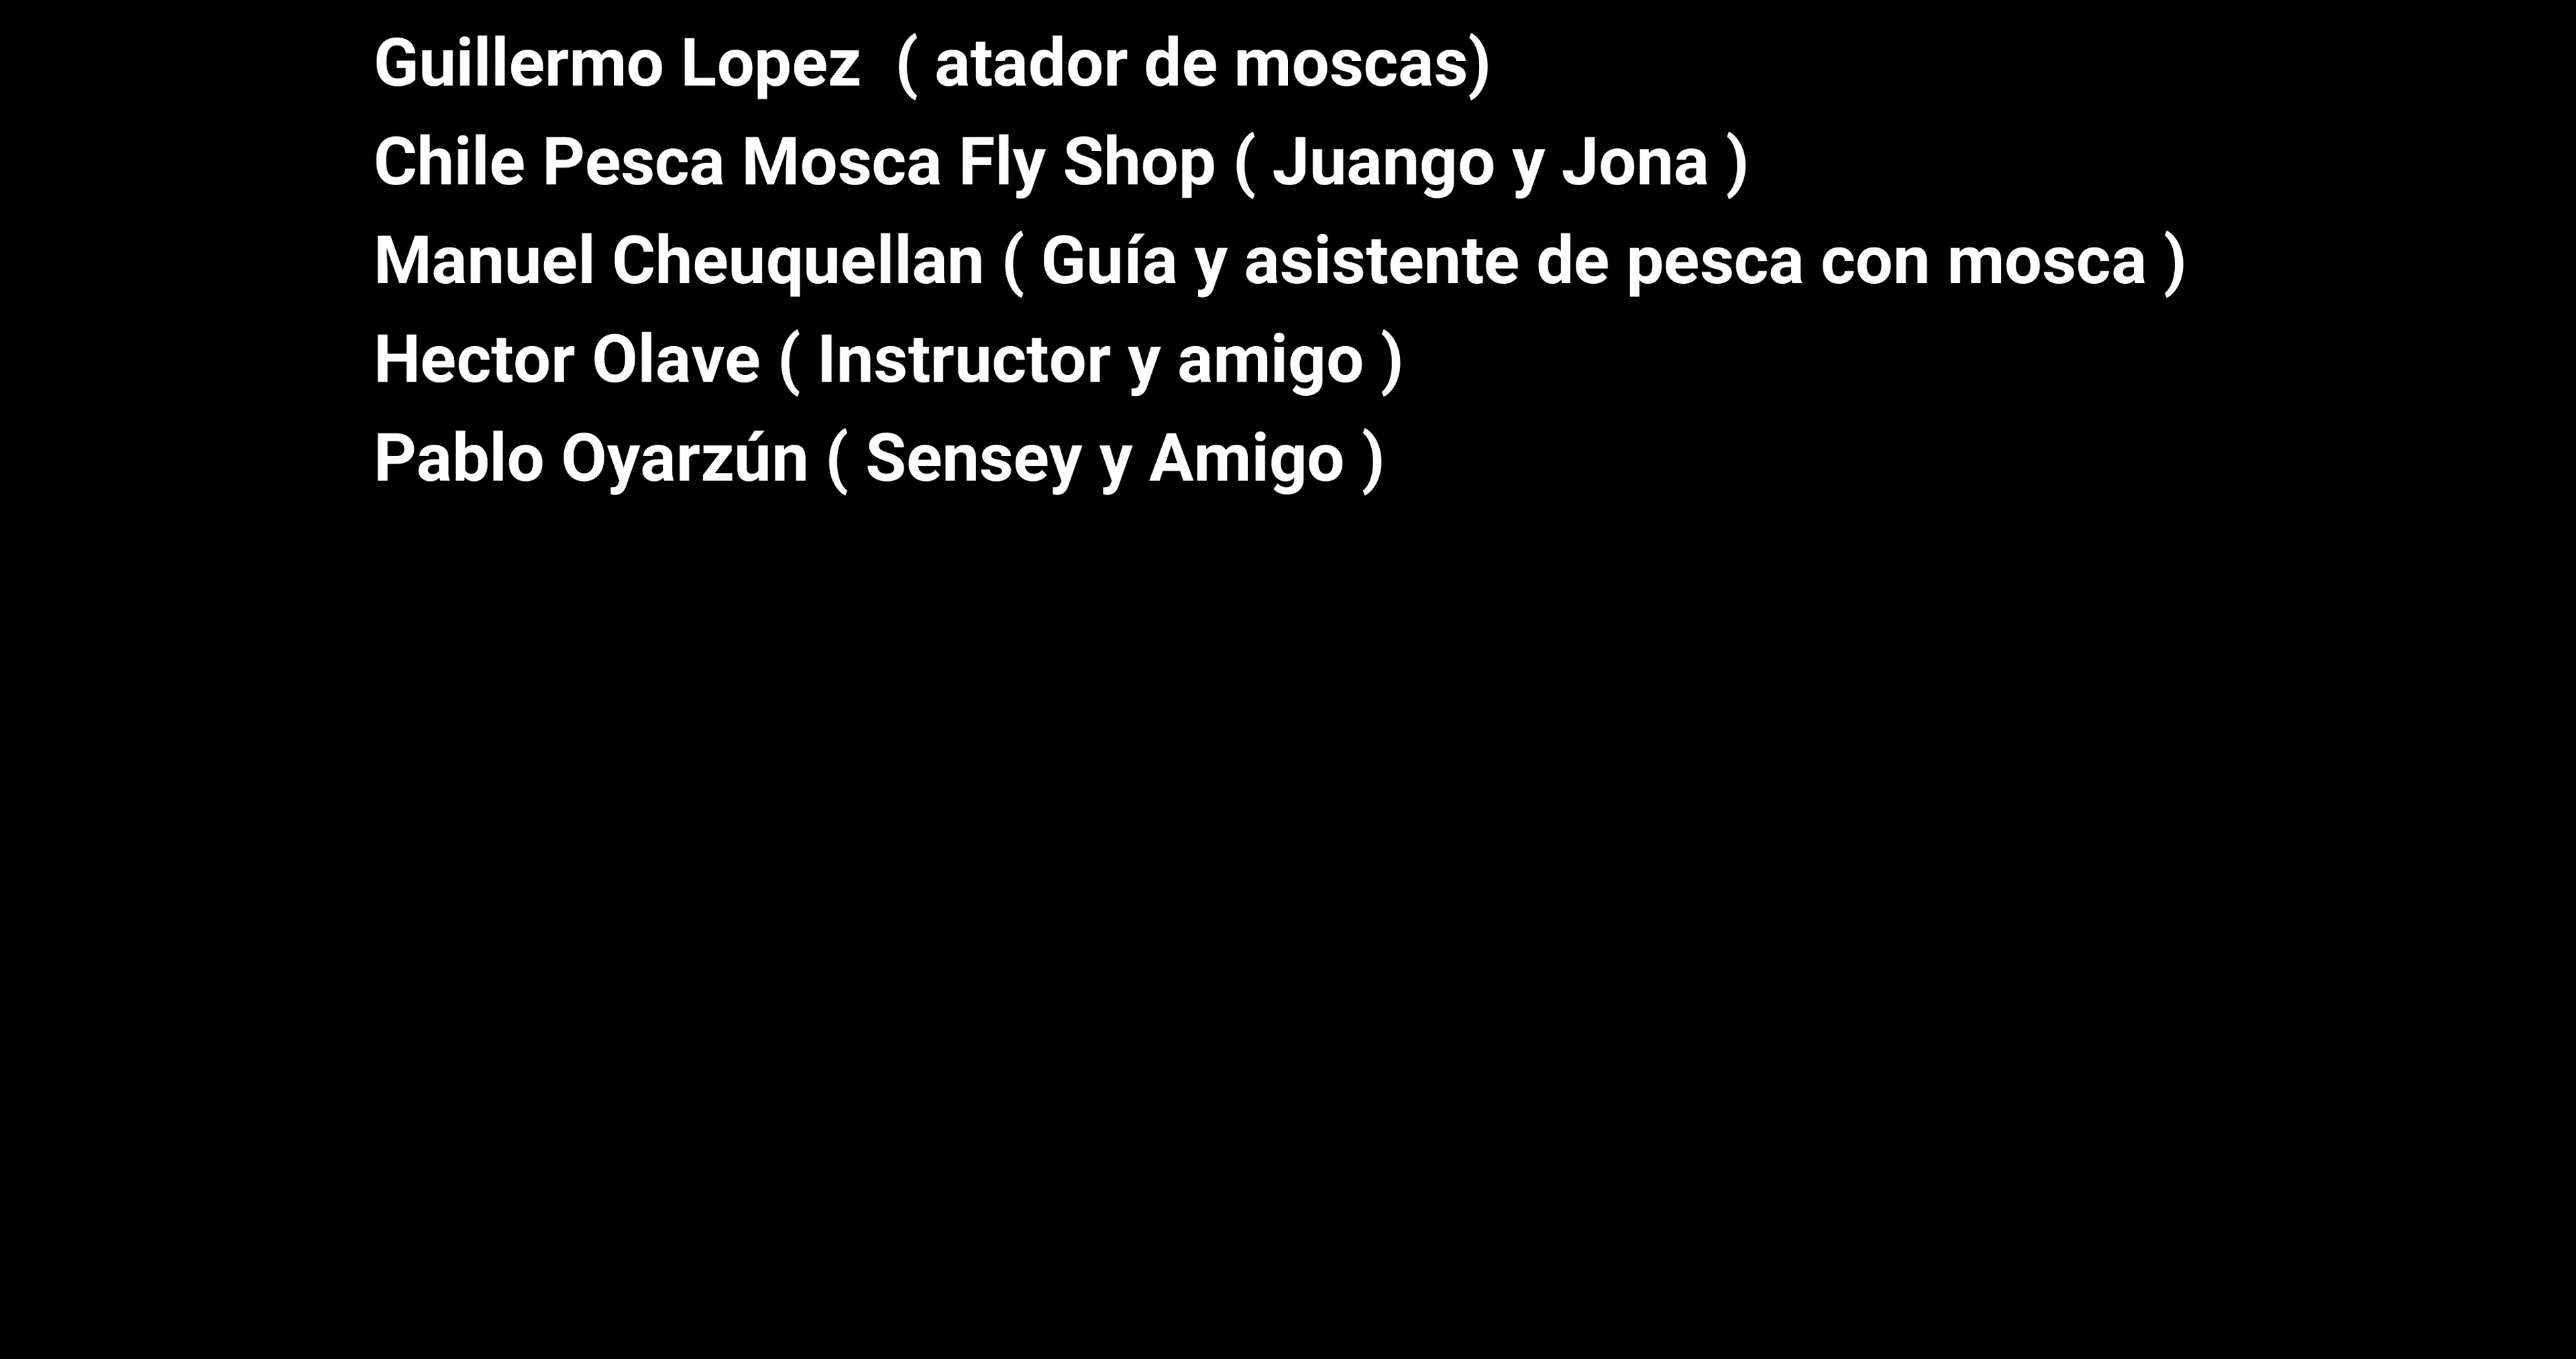 Guillermo Lopez  ( atador de moscas)
Chile Pesca Mosca Fly Shop ( Juango y Jona )
Manuel Cheuquellan ( Guía y asistente de pesca con mosca )
Hector Olave ( Instructor y amigo )
Pablo Oyarzún ( Sensey y Amigo )